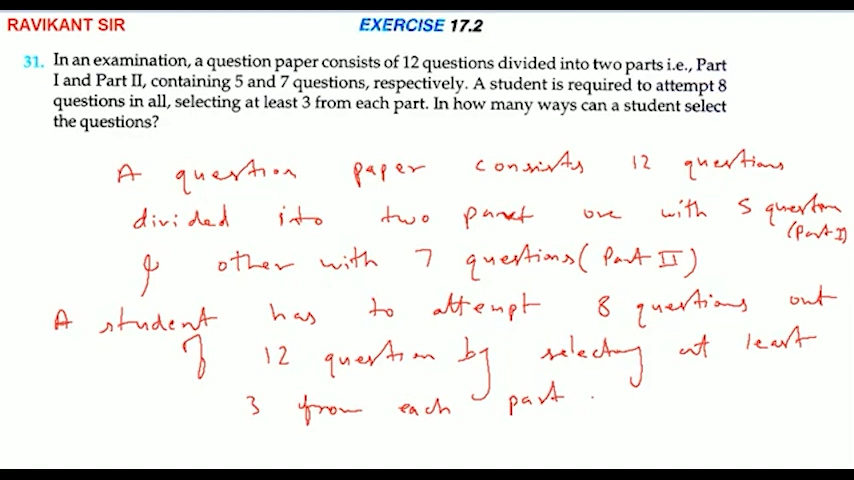 RAVIKANT SIR
EXERCISE 17.2
31. In an examination, a question paper consists of 12 questions divided into two parts i.e., Part
I and Part II, containing 5 and 7 questions, respectively. A student is required to attempt 8
questions in all, selecting at least 3 from each part. In how many ways can a student select
the questions?
A question paper consists 12 questions
divided into two part one with 5 question
(Part I)
& other with 7 questions (Part II)
A student has to attempt 8 questions out
of 12 question by selecting at least
3 from each part.